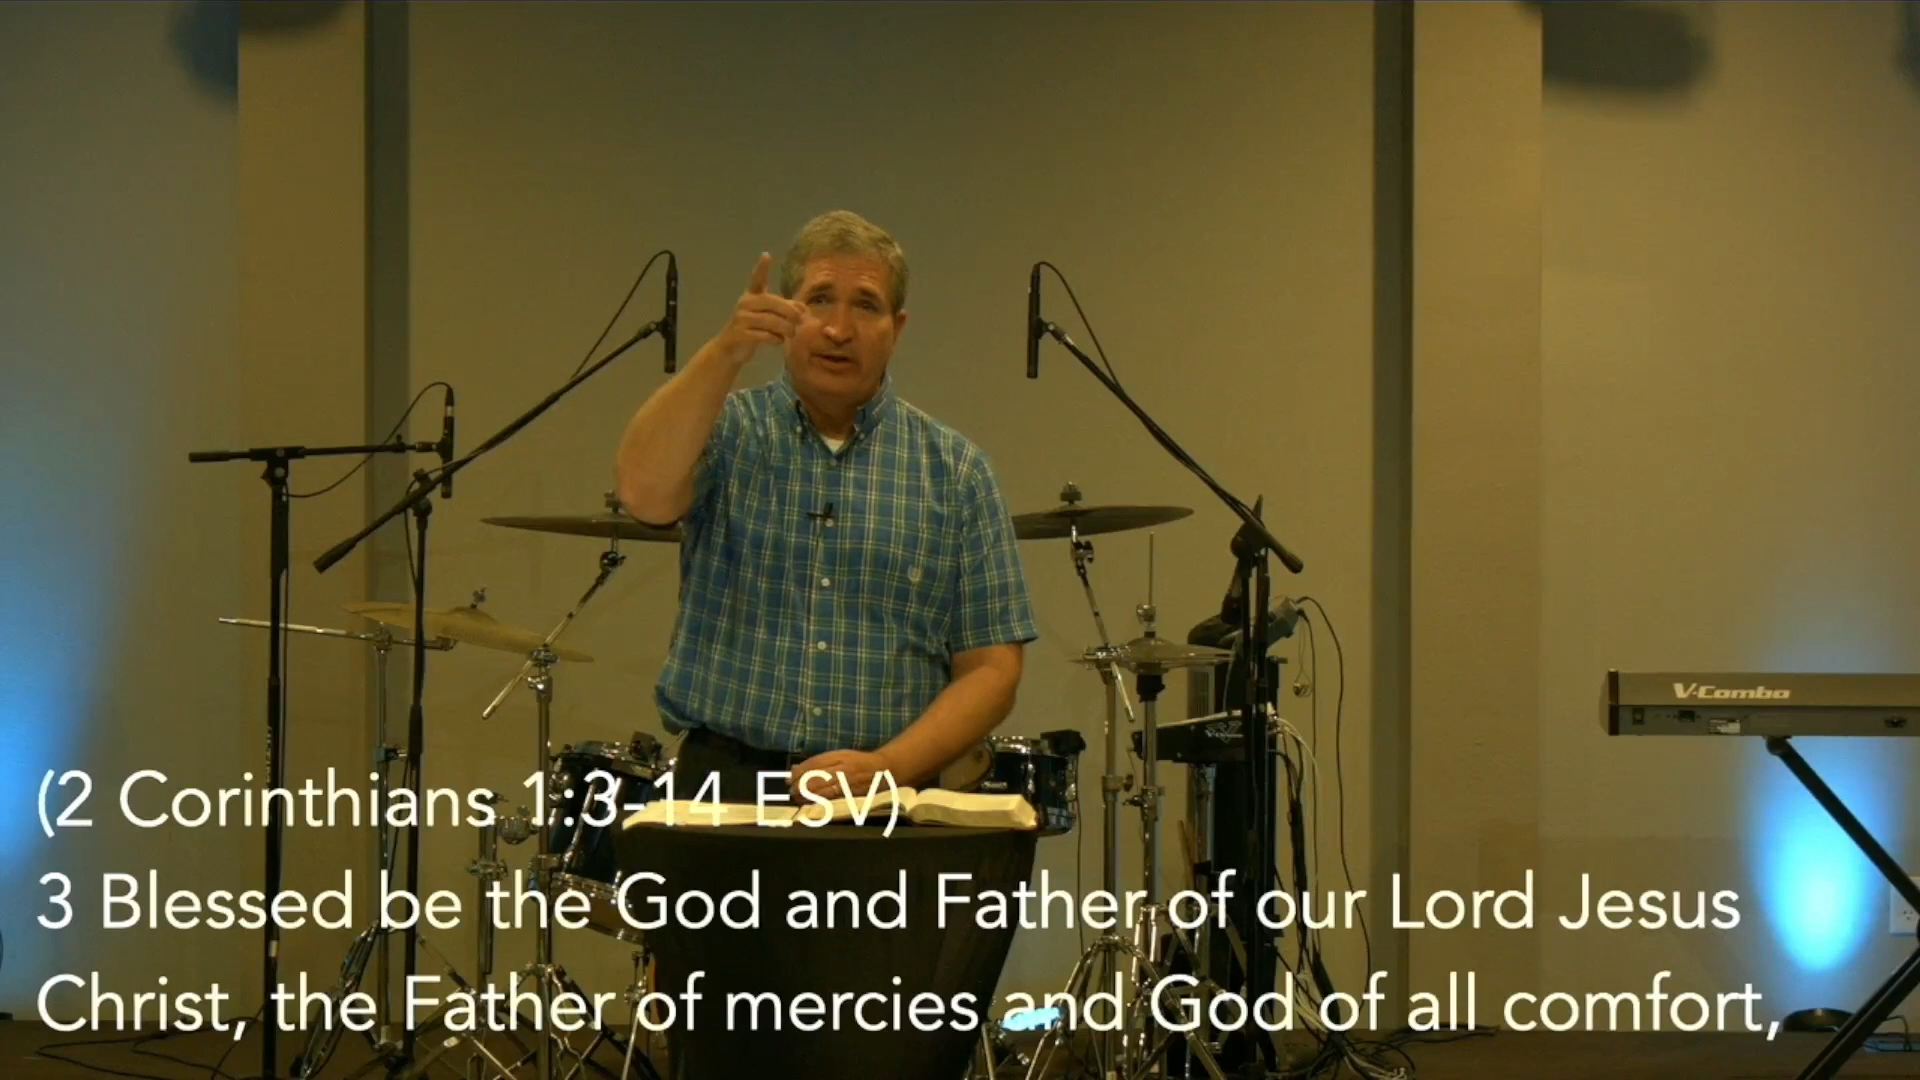 V-Combo
(2 Corinthians 1:3-14 ESV)
3 Blessed be the God and Father of our Lord Jesus
Christ, the Father of mercies and God of all comfort,